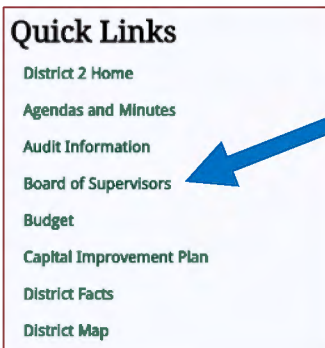 Quick Links
District 2 Home
Agendas and Minutes
Audit Information
Board of Supervisors
Budget
Capital Improvement Plan
District Facts
District Map